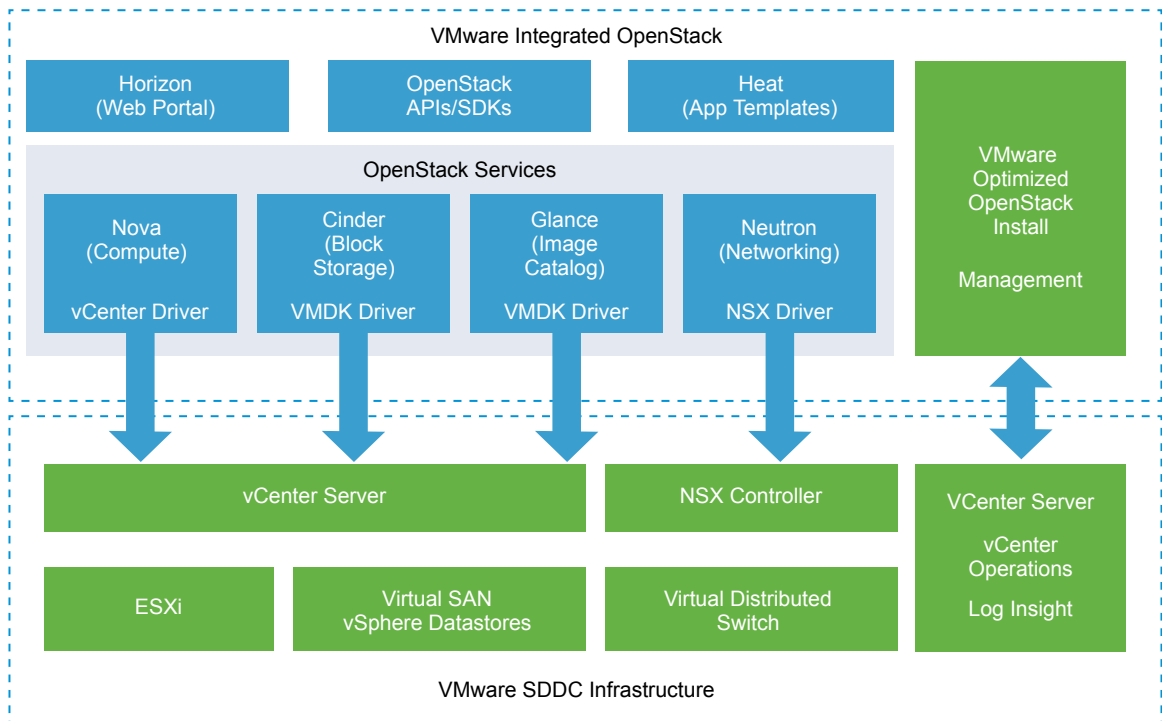 VMware Integrated OpenStack
Horizon
(Web Portal)
OpenStack
APIs/SDKs
Heat
(App Templates)
OpenStack Services
Nova
(Compute)
vCenter Driver
Cinder
(Block
Storage)
VMDK Driver
Glance
(Image
Catalog)
VMDK Driver
Neutron
(Networking)
NSX Driver
VMware
Optimized
OpenStack
Install
Management
vCenter Server
NSX Controller
VCenter Server
vCenter
Operations
Log Insight
ESXi
Virtual SAN
vSphere Datastores
Virtual Distributed
Switch
VMware SDDC Infrastructure